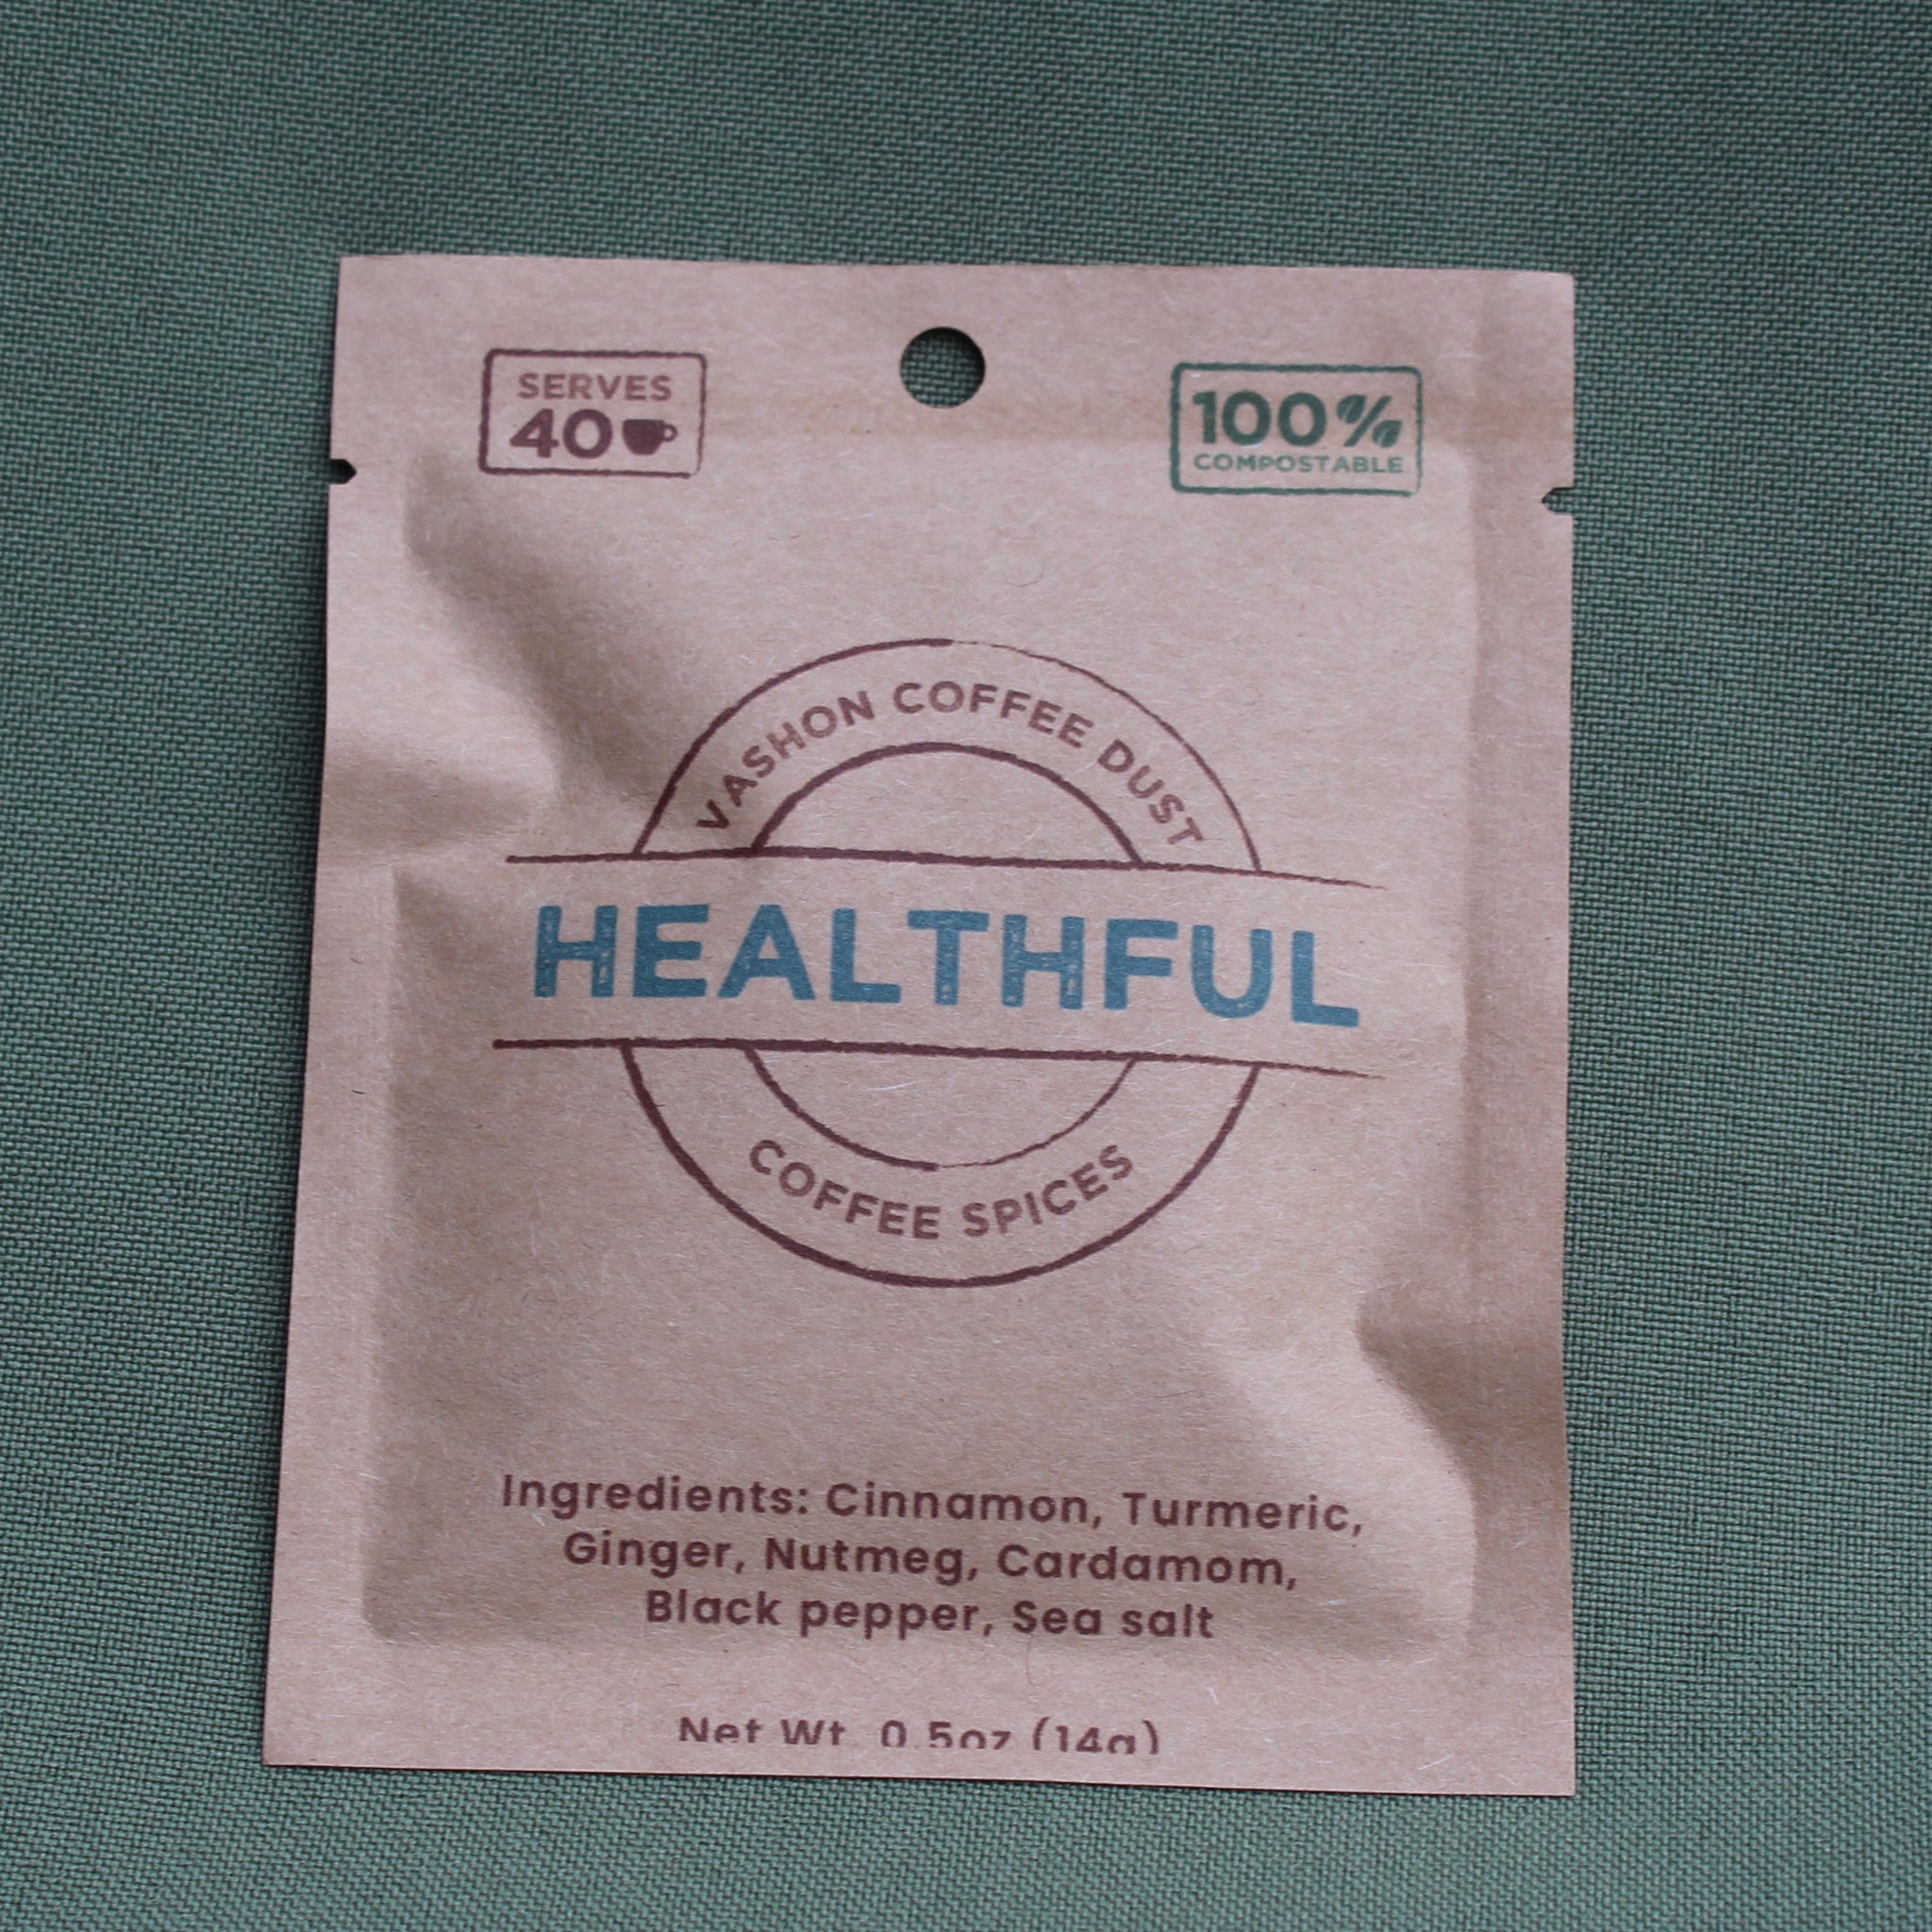 SERVES
40
100%
COMPOSTABLE
VASHON COFFEE DUST
HEALTHFUL
COFFEE SPICES
Ingredients: Cinnamon, Turmeric,
Ginger, Nutmeg, Cardamom,
Black pepper, Sea salt
Net Wt. 0.5oz (14g)